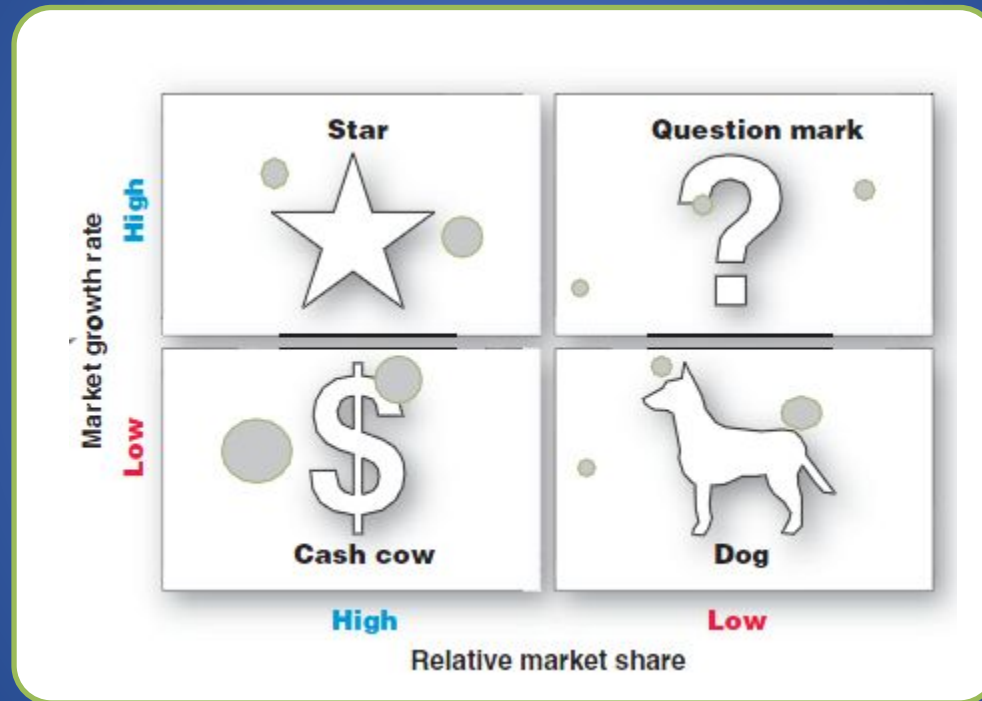 Star
Question mark
Market growth rate
High
Low
$
?
Cash cow
Dog
High
Low
Relative market share